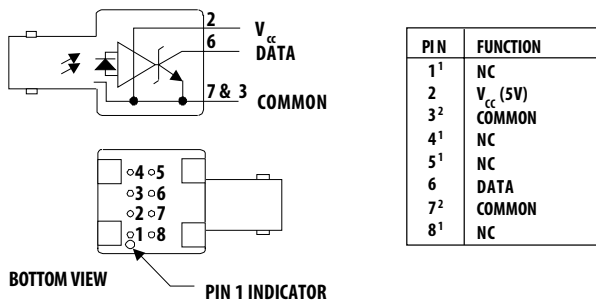 2
V_cc
6
DATA
7 & 3
COMMON
4 5
3 6
2 7
1 8
BOTTOM VIEW
PIN 1 INDICATOR
PIN FUNCTION
1¹ NC
2 V_cc (5V)
3² COMMON
4¹ NC
5¹ NC
6 DATA
7² COMMON
8¹ NC